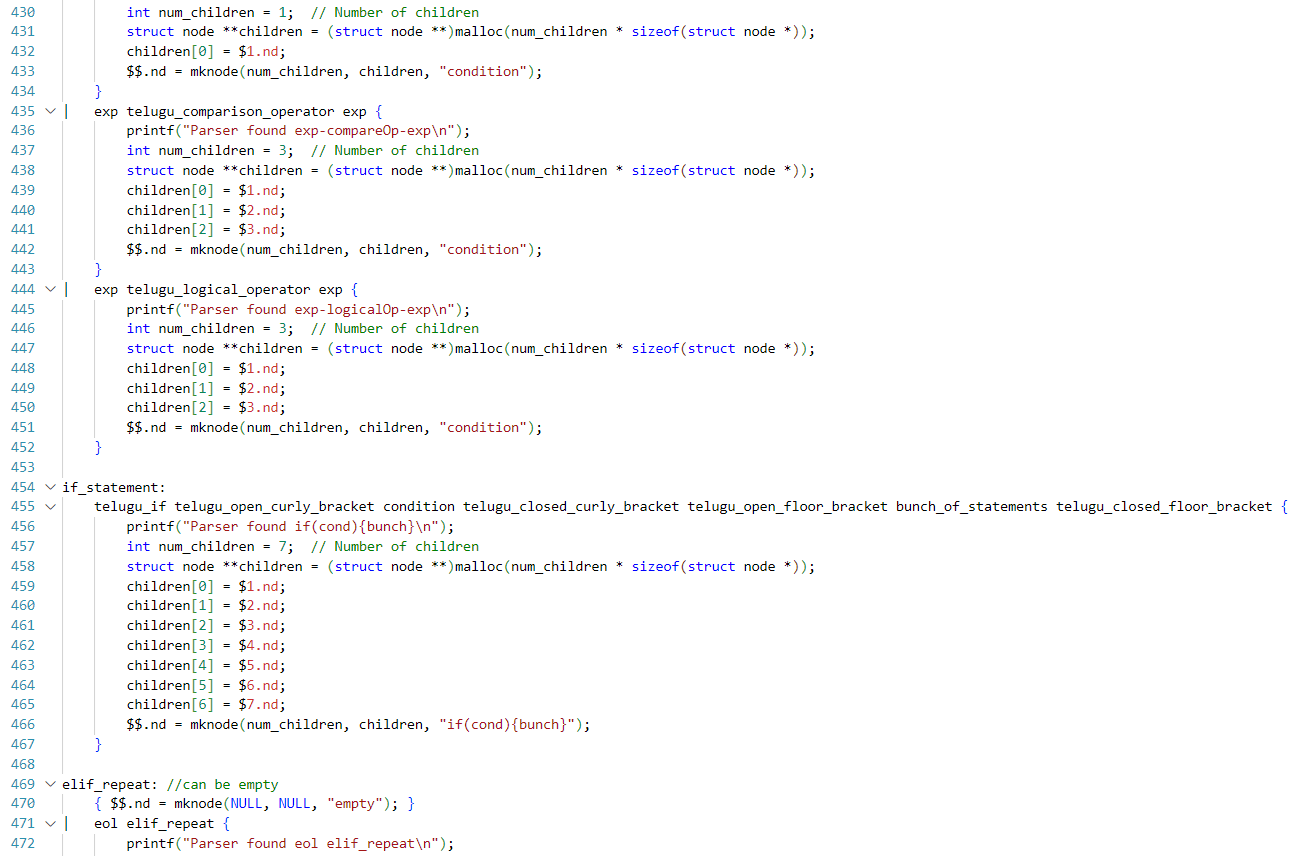 430 int num_children = 1; // Number of children
431 struct node **children = (struct node **)malloc(num_children * sizeof(struct node *));
432 children[0] = $1.nd;
433 $$.nd = mknode(num_children, children, "condition");
434 }
435 | exp telugu_comparison_operator exp {
436 printf("Parser found exp-compareOp-exp\n");
437 int num_children = 3; // Number of children
438 struct node **children = (struct node **)malloc(num_children * sizeof(struct node *));
439 children[0] = $1.nd;
440 children[1] = $2.nd;
441 children[2] = $3.nd;
442 $$.nd = mknode(num_children, children, "condition");
443 }
444 | exp telugu_logical_operator exp {
445 printf("Parser found exp-logicalOp-exp\n");
446 int num_children = 3; // Number of children
447 struct node **children = (struct node **)malloc(num_children * sizeof(struct node *));
448 children[0] = $1.nd;
449 children[1] = $2.nd;
450 children[2] = $3.nd;
451 $$.nd = mknode(num_children, children, "condition");
452 }
453
454 if_statement:
455 telugu_if telugu_open_curly_bracket condition telugu_closed_curly_bracket telugu_open_floor_bracket bunch_of_statements telugu_closed_floor_bracket {
456 printf("Parser found if(cond){bunch}\n");
457 int num_children = 7; // Number of children
458 struct node **children = (struct node **)malloc(num_children * sizeof(struct node *));
459 children[0] = $1.nd;
460 children[1] = $2.nd;
461 children[2] = $3.nd;
462 children[3] = $4.nd;
463 children[4] = $5.nd;
464 children[5] = $6.nd;
465 children[6] = $7.nd;
466 $$.nd = mknode(num_children, children, "if(cond){bunch}");
467 }
468
469 elif_repeat: //can be empty
470 { $$.nd = mknode(NULL, NULL, "empty"); }
471 | eol elif_repeat {
472 printf("Parser found eol elif_repeat\n");